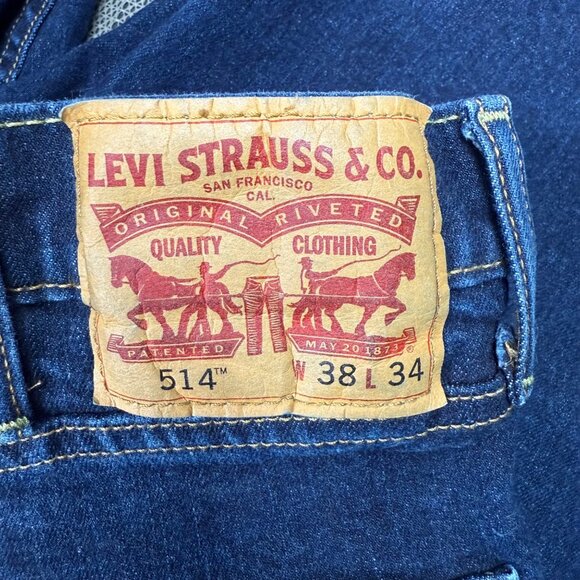 LEVI STRAUSS & CO.
SAN FRANCISCO
CAL.
ORIGINAL RIVETED
QUALITY CLOTHING
PATENTED MAY 20 1873 ®
514™ W 38 L 34